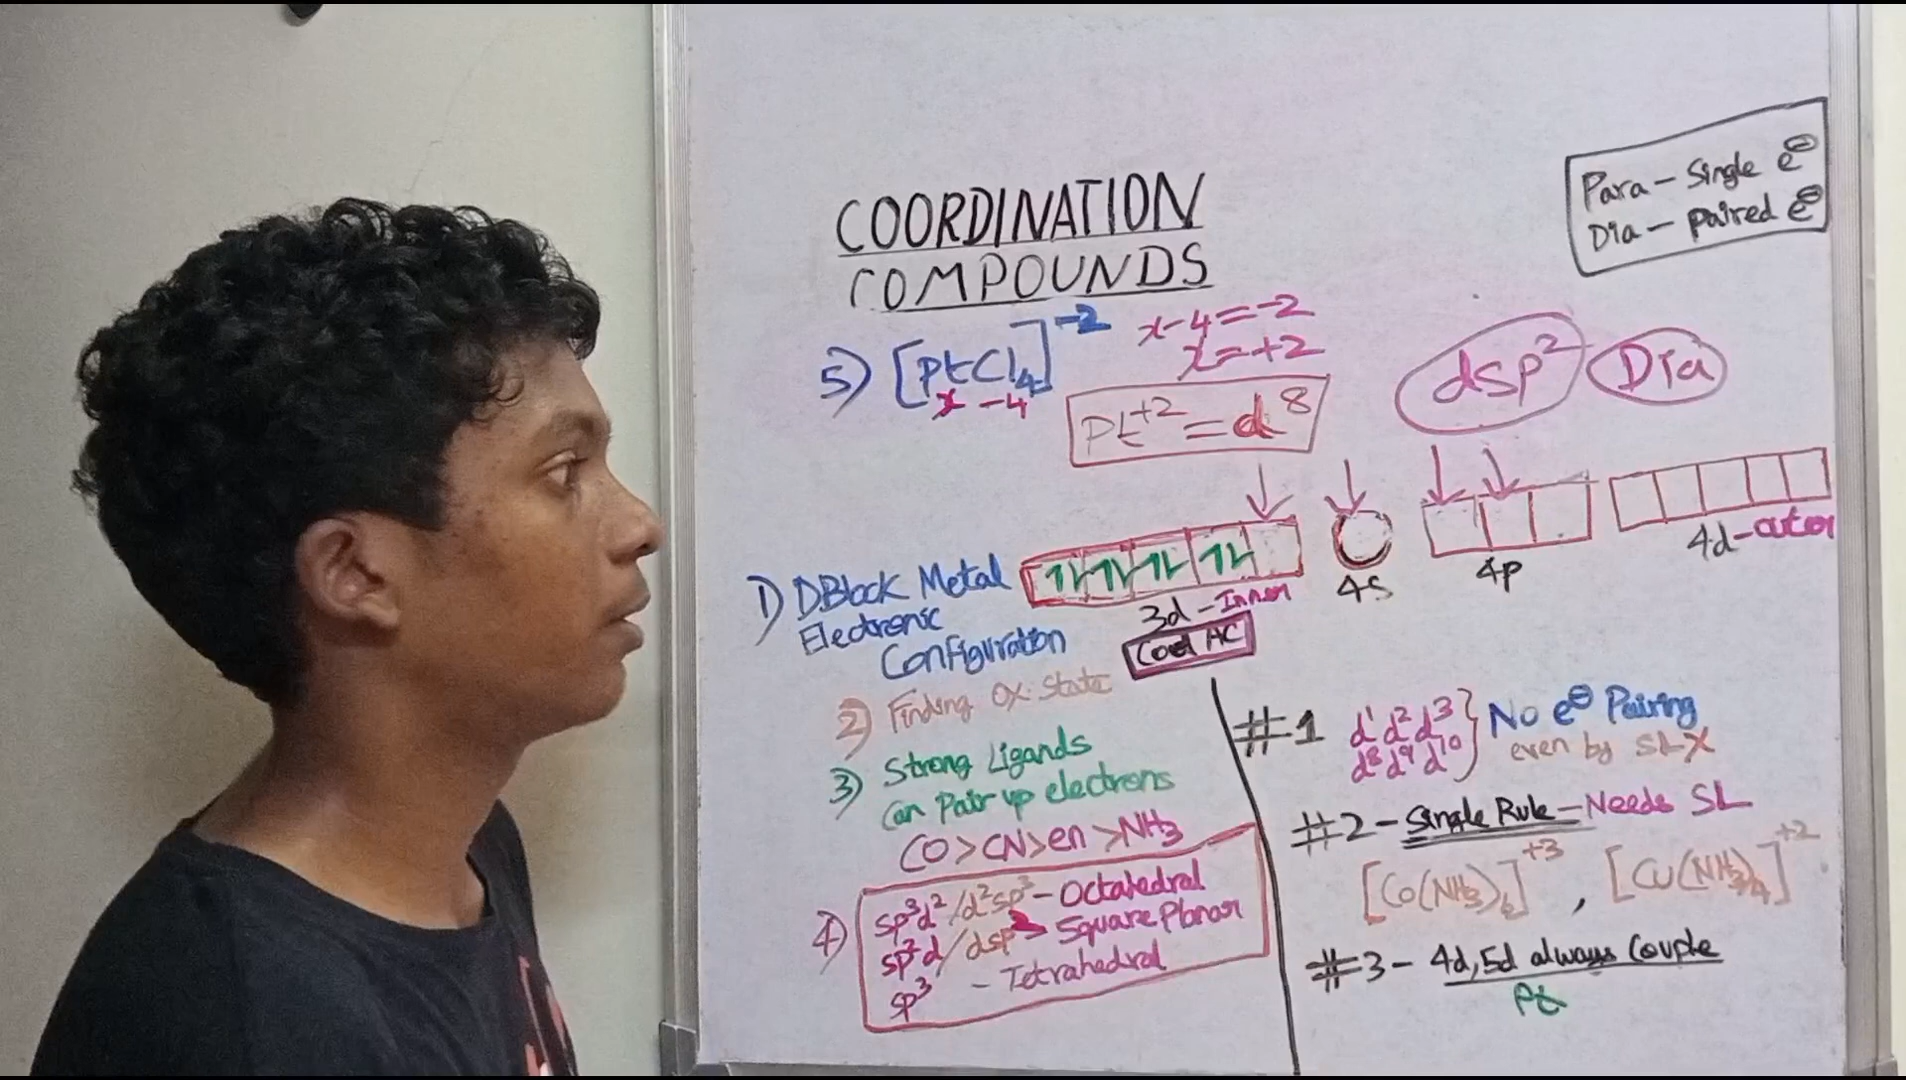 COORDINATION
COMPOUNDS
Para - Single e⊖
Dia - paired e⊖
5) [PtCl4]-2
x -4
x-4=-2
x=+2
Pt+2 = d8
dsp2 Dia
1) DBlock Metal
Electronic
Configuration
3d - Inner
4s
4p
4d-outer
2) Finding Ox. State
3) Strong Ligands
Can Pair up electrons
CO > CN > en > NH3
4) sp3d2/d2sp3 - Octahedral
sp2d/dsp2 - Square Planar
sp3 - Tetrahedral
#1 d1 d2 d3 } No e⊖ Pairing
d8 d9 d10 even by SL X
#2 - Single Rule - Needs SL
[Co(NH3)6]+3 , [Cu(NH3)4]+2
#3 - 4d, 5d always Couple
Pt